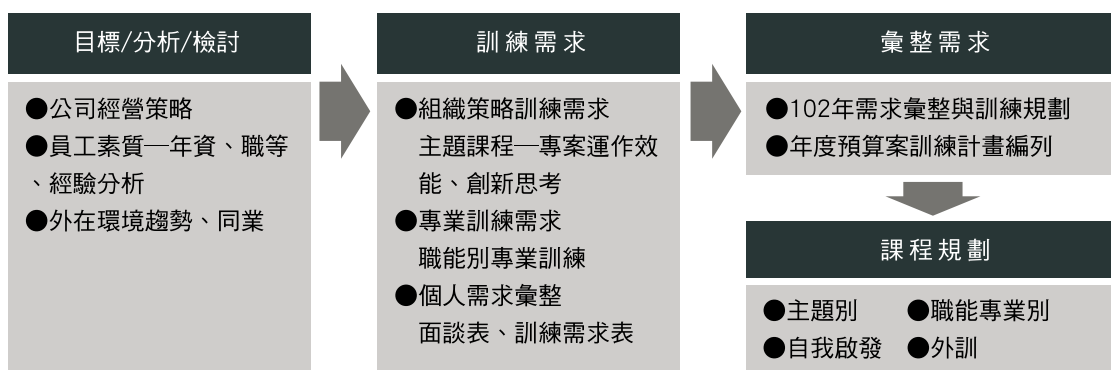 目標/分析/檢討
●公司經營策略
●員工素質─年資、職等
、經驗分析
●外在環境趨勢、同業
訓練需求
●組織策略訓練需求
主題課程─專案運作效
能、創新思考
●專業訓練需求
職能別專業訓練
●個人需求彙整
面談表、訓練需求表
彙整需求
●102年需求彙整與訓練規劃
●年度預算案訓練計畫編列
課程規劃
●主題別 ●職能專業別
●自我啟發 ●外訓